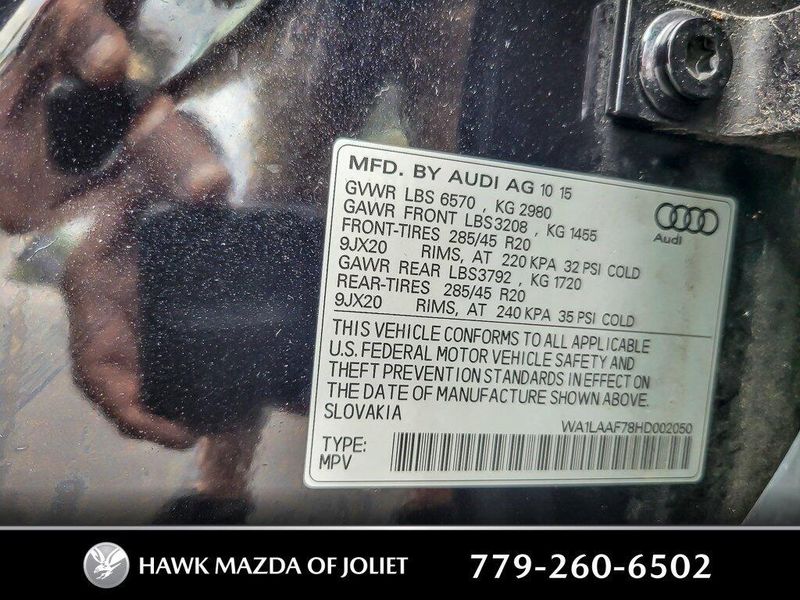 MFD. BY AUDI AG 10 15
GVWR LBS 6570 , KG 2980
GAWR FRONT LBS3208 , KG 1455
FRONT-TIRES 285/45 R20
9JX20 RIMS, AT 220 KPA 32 PSI COLD
GAWR REAR LBS3792 , KG 1720
REAR-TIRES 285/45 R20
9JX20 RIMS, AT 240 KPA 35 PSI COLD
Audi
THIS VEHICLE CONFORMS TO ALL APPLICABLE
U.S. FEDERAL MOTOR VEHICLE SAFETY AND
THEFT PREVENTION STANDARDS IN EFFECT ON
THE DATE OF MANUFACTURE SHOWN ABOVE.
SLOVAKIA
WA1LAAF78HD002050
TYPE:
MPV
HAWK MAZDA OF JOLIET 779-260-6502